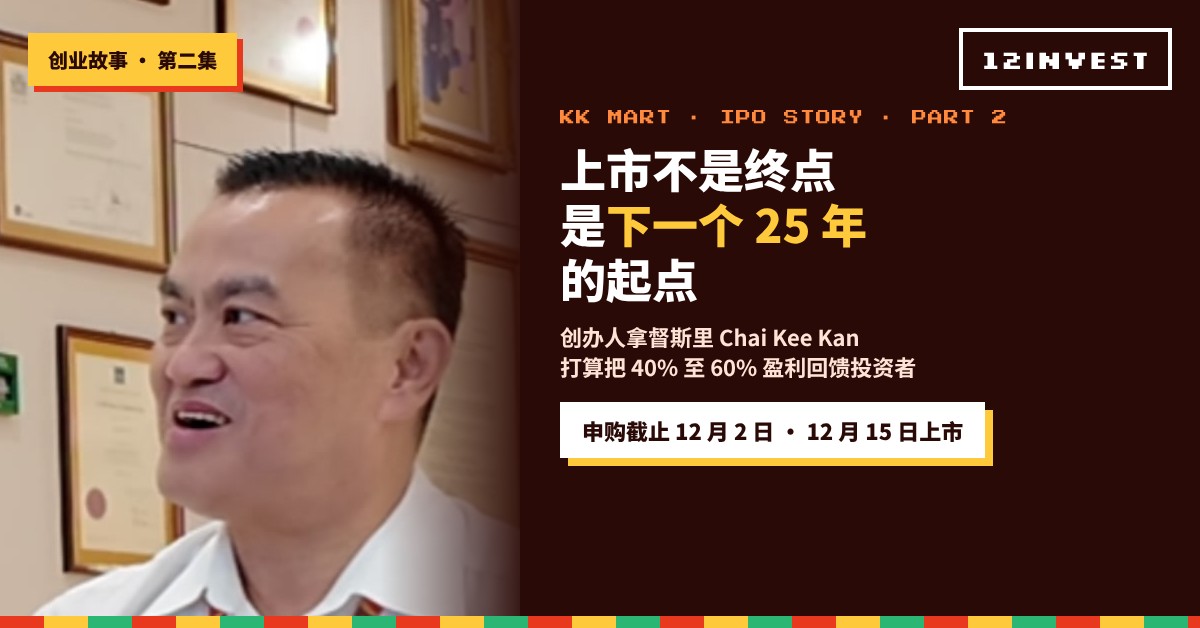 创业故事 · 第二集
12INVEST
KK MART · IPO STORY · PART 2
上市不是终点
是下一个 25 年
的起点
创办人拿督斯里 Chai Kee Kan
打算把 40% 至 60% 盈利回馈投资者
申购截止 12 月 2 日 · 12 月 15 日上市